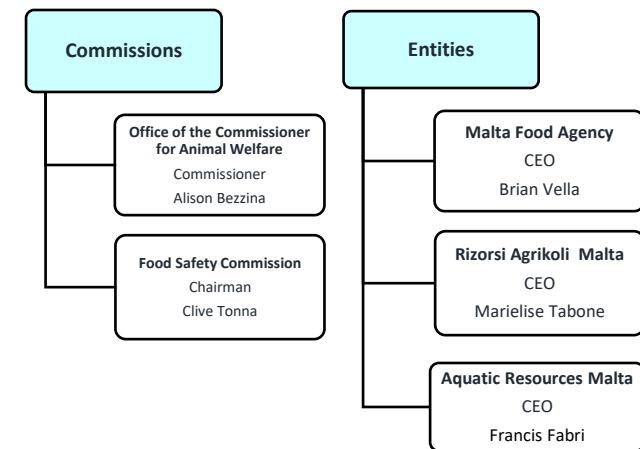 Commissions
Office of the Commissioner
for Animal Welfare
Commissioner
Alison Bezzina
Food Safety Commission
Chairman
Clive Tonna
Entities
Malta Food Agency
CEO
Brian Vella
Rizorsi Agrikoli Malta
CEO
Marielise Tabone
Aquatic Resources Malta
CEO
Francis Fabri